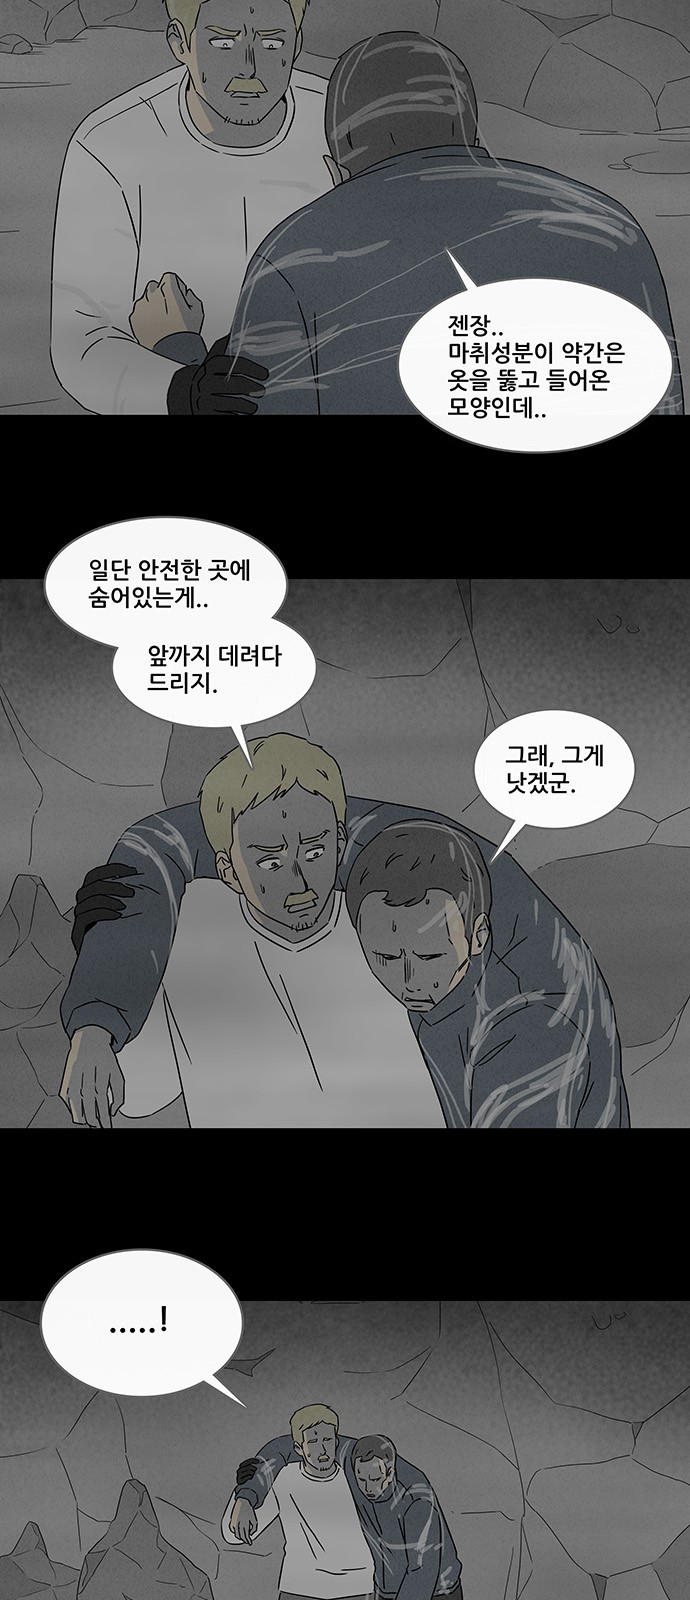 젠장..
마취성분이 약간은
옷을 뚫고 들어온
모양인데..
일단 안전한 곳에
숨어있는게..
앞까지 데려다
드리지.
그래, 그게
낫겠군.
.....!